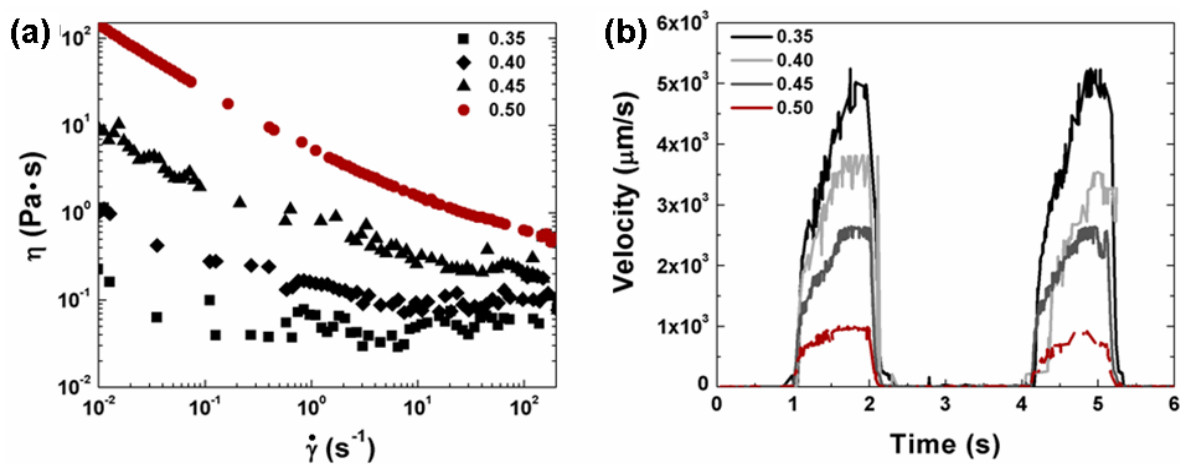 (a)
η (Pa·s)
10²
10¹
10⁰
10⁻¹
10⁻²
0.35
0.40
0.45
0.50
10⁻² 10⁻¹ 10⁰ 10¹ 10²
γ̇ (s⁻¹)
(b)
Velocity (μm/s)
6x10³
5x10³
4x10³
3x10³
2x10³
1x10³
0
0.35
0.40
0.45
0.50
0 1 2 3 4 5 6
Time (s)